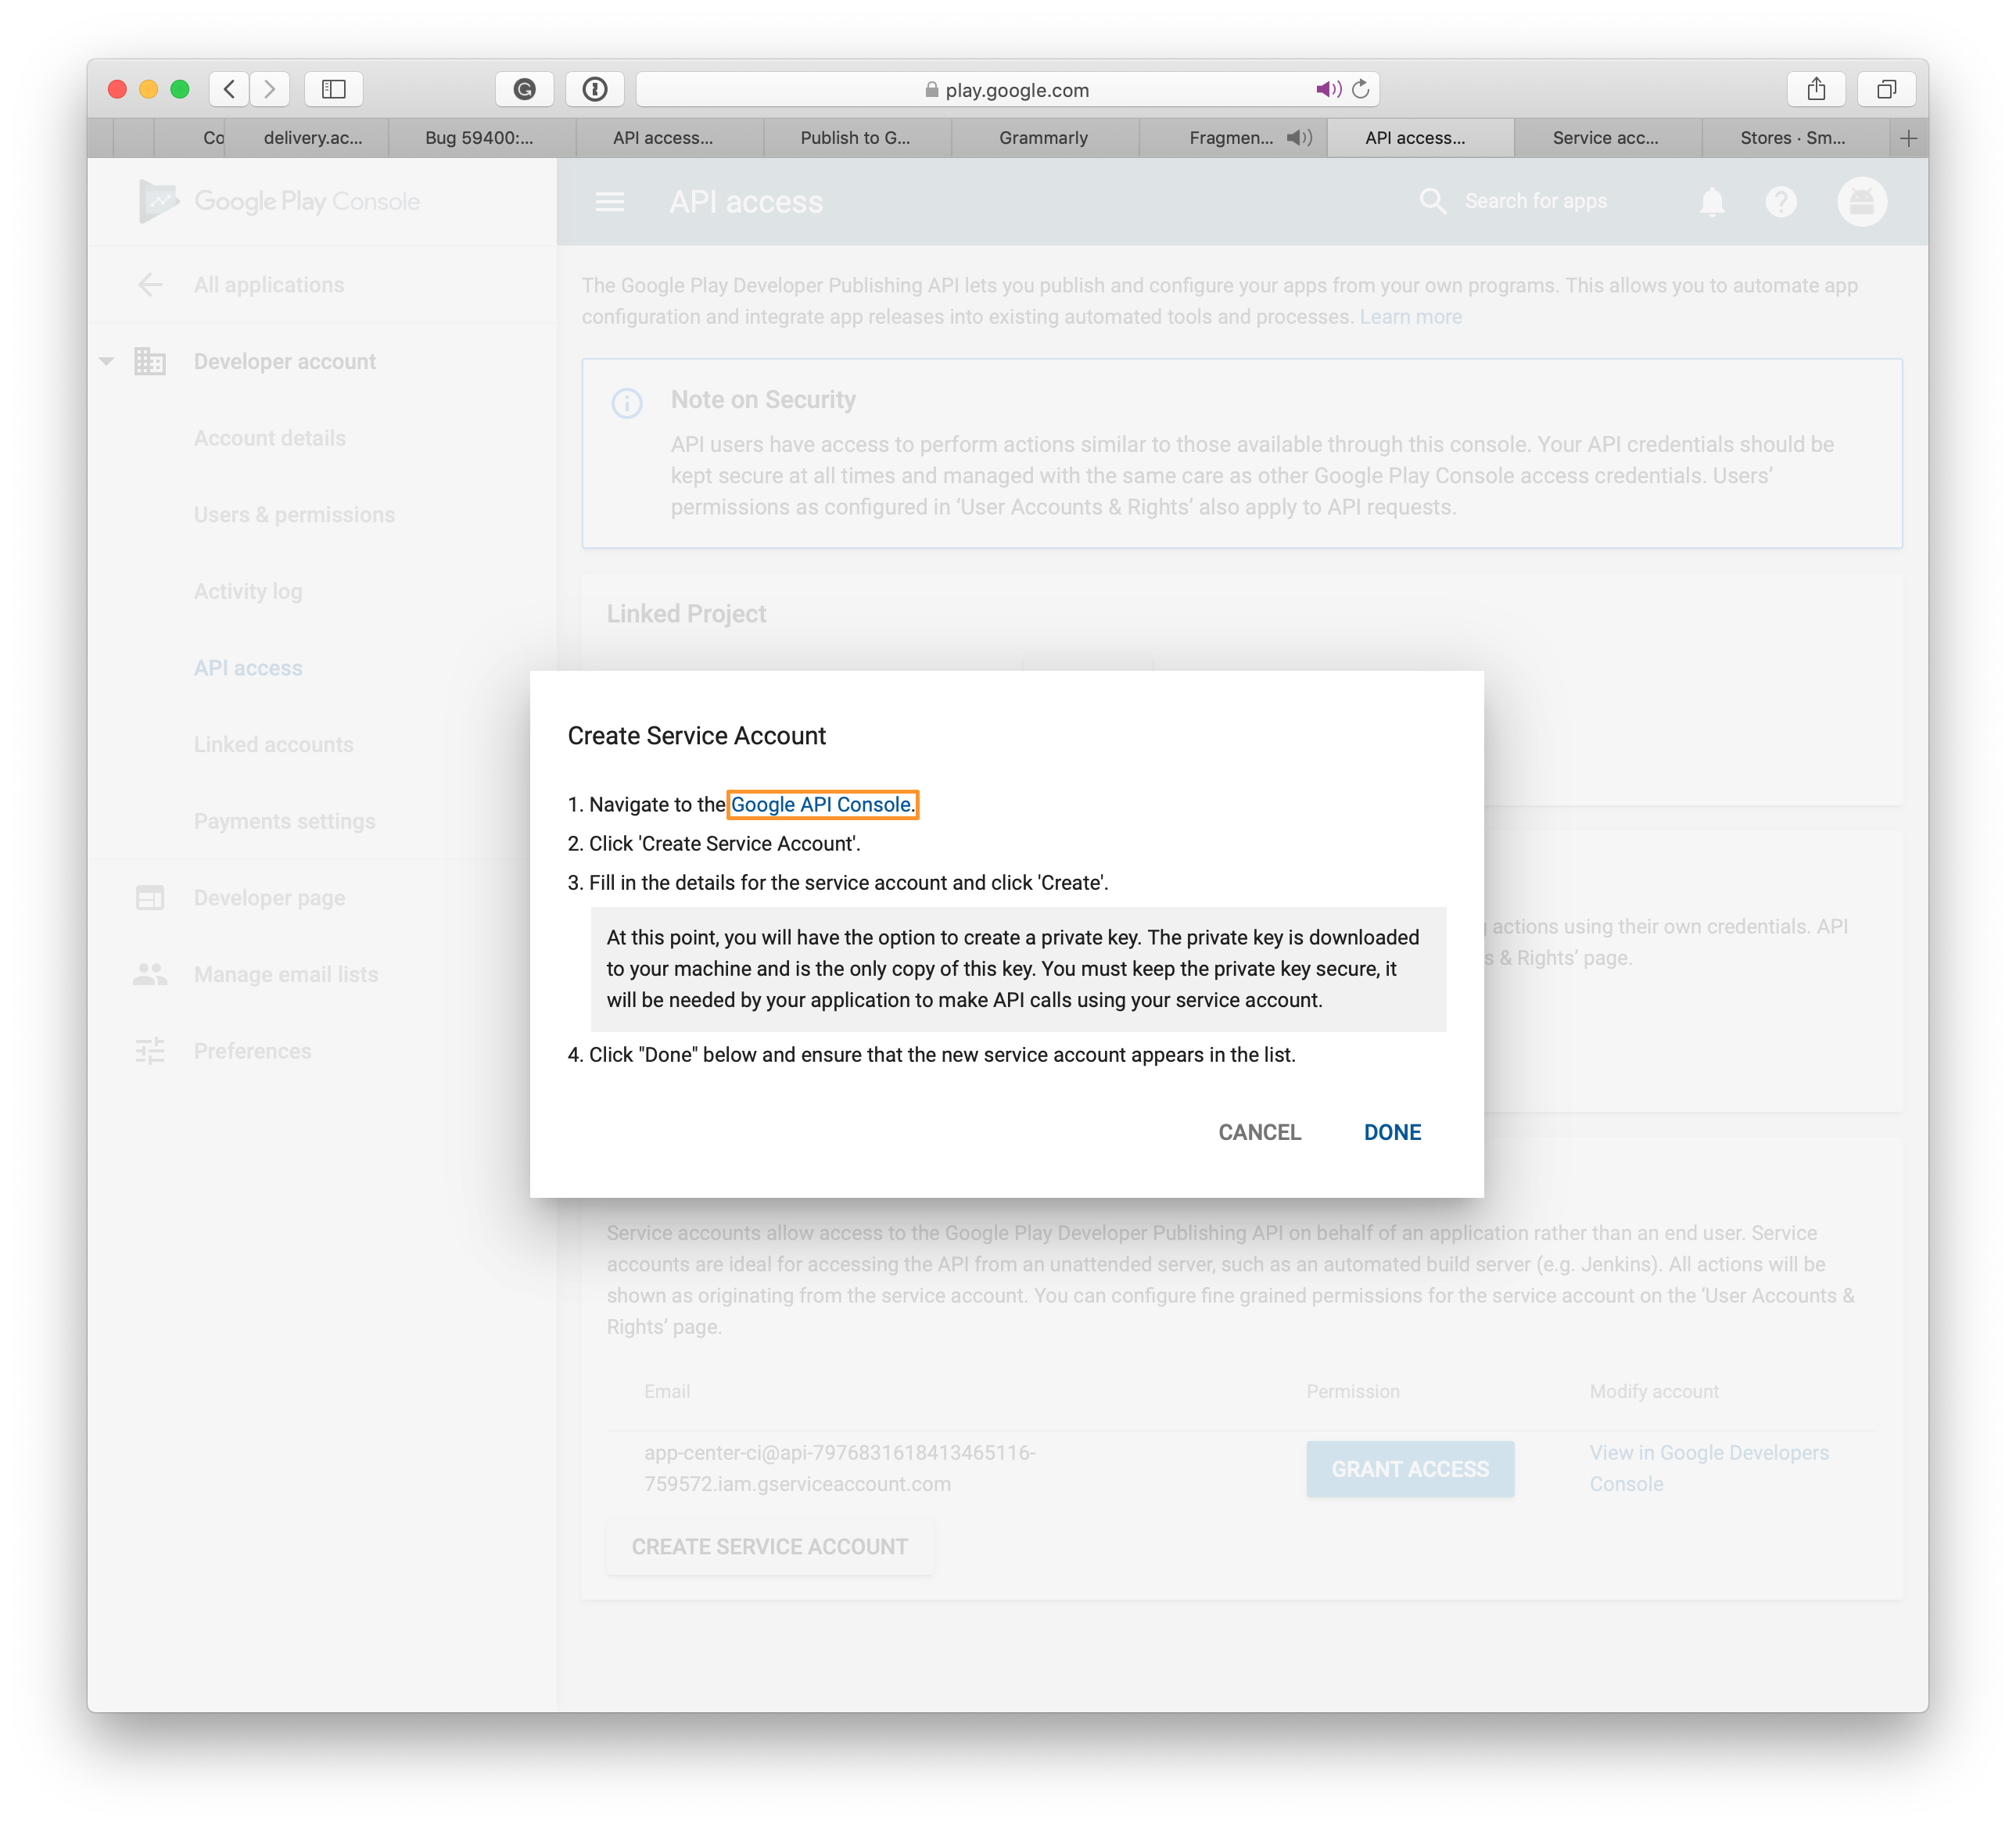 play.google.com
Co
delivery.ac...
Bug 59400:...
API access...
Publish to G...
Grammarly
Fragmen...
API access...
Service acc...
Stores · Sm...
Google Play Console
API access
Search for apps
All applications
Developer account
Account details
Users & permissions
Activity log
API access
Linked accounts
Payments settings
Developer page
Manage email lists
Preferences
The Google Play Developer Publishing API lets you publish and configure your apps from your own programs. This allows you to automate app
configuration and integrate app releases into existing automated tools and processes. Learn more
Note on Security
API users have access to perform actions similar to those available through this console. Your API credentials should be
kept secure at all times and managed with the same care as other Google Play Console access credentials. Users’
permissions as configured in ‘User Accounts & Rights’ also apply to API requests.
Linked Project
Create Service Account
1. Navigate to the Google API Console.
2. Click 'Create Service Account'.
3. Fill in the details for the service account and click 'Create'.
At this point, you will have the option to create a private key. The private key is downloaded
to your machine and is the only copy of this key. You must keep the private key secure, it
will be needed by your application to make API calls using your service account.
4. Click "Done" below and ensure that the new service account appears in the list.
CANCEL
DONE
actions using their own credentials. API
s & Rights’ page.
Service accounts allow access to the Google Play Developer Publishing API on behalf of an application rather than an end user. Service
accounts are ideal for accessing the API from an unattended server, such as an automated build server (e.g. Jenkins). All actions will be
shown as originating from the service account. You can configure fine grained permissions for the service account on the ‘User Accounts &
Rights’ page.
Email
Permission
Modify account
app-center-ci@api-7976831618413465116-
759572.iam.gserviceaccount.com
GRANT ACCESS
View in Google Developers
Console
CREATE SERVICE ACCOUNT